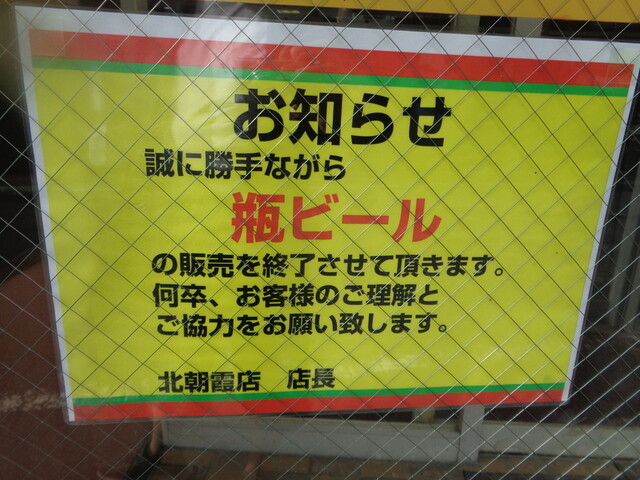 お知らせ
誠に勝手ながら
瓶ビール
の販売を終了させて頂きます。
何卒、お客様のご理解と
ご協力をお願い致します。
北朝霞店 店長